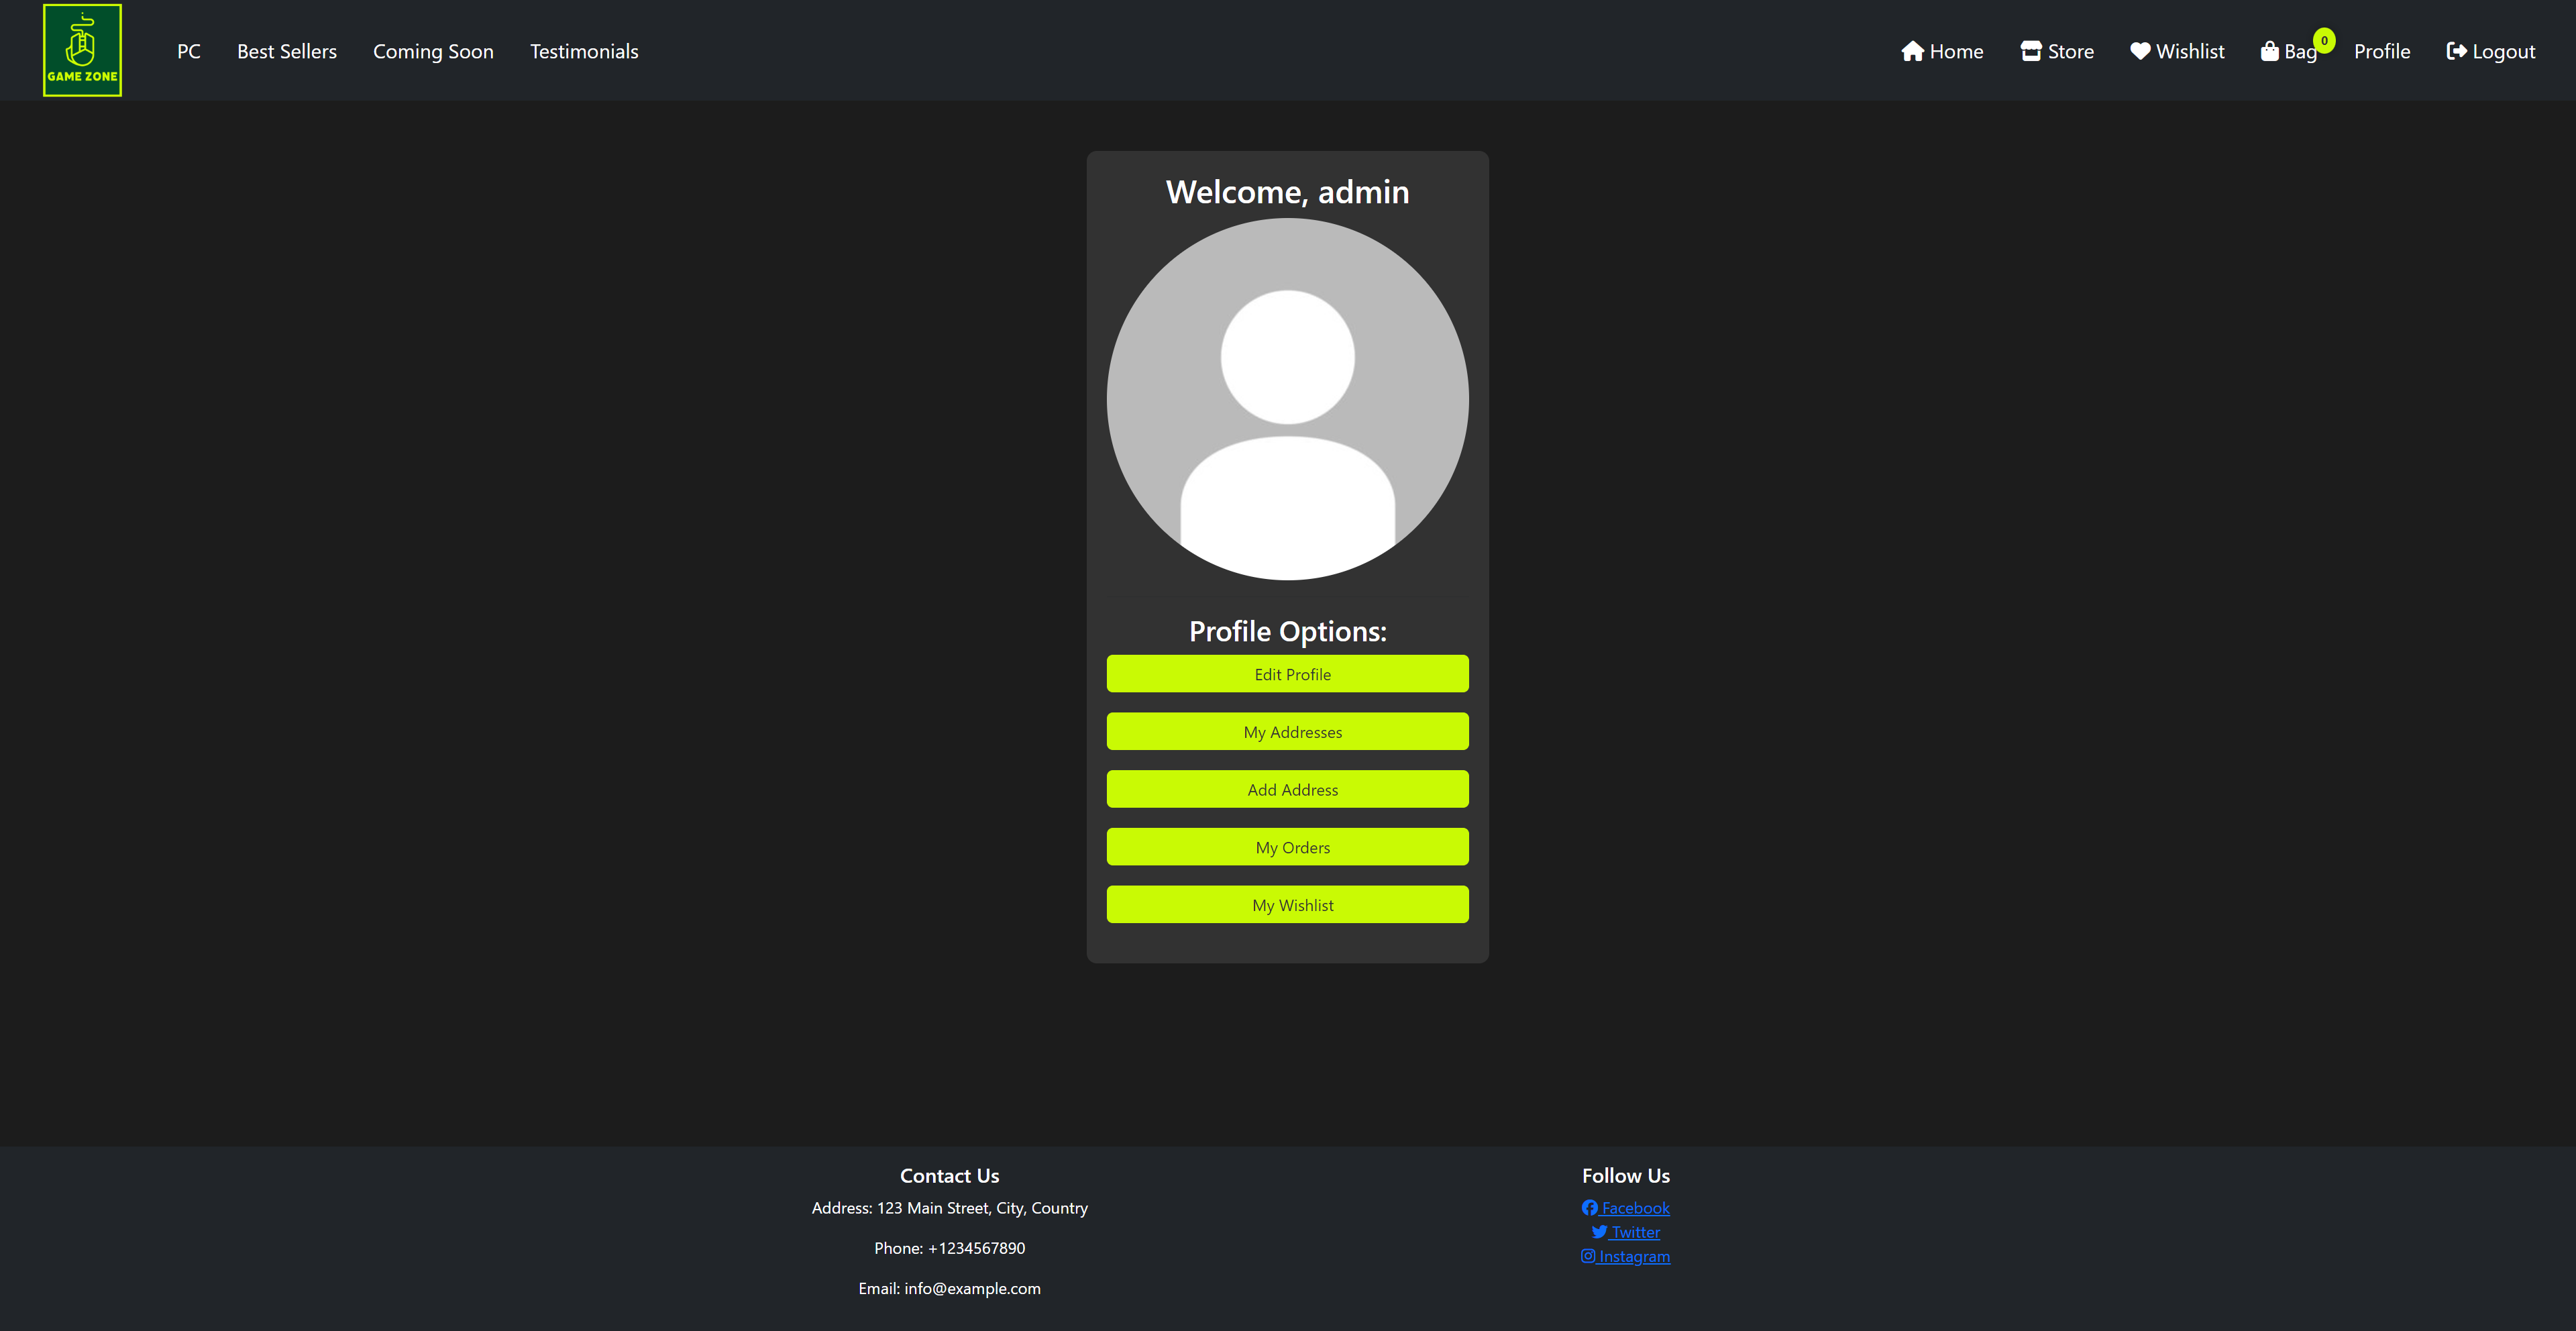 GAME ZONE
PC Best Sellers Coming Soon Testimonials Home Store Wishlist Bag 0 Profile Logout
Welcome, admin
Profile Options:
Edit Profile
My Addresses
Add Address
My Orders
My Wishlist
Contact Us
Address: 123 Main Street, City, Country
Phone: +1234567890
Email: info@example.com
Follow Us
Facebook
Twitter
Instagram